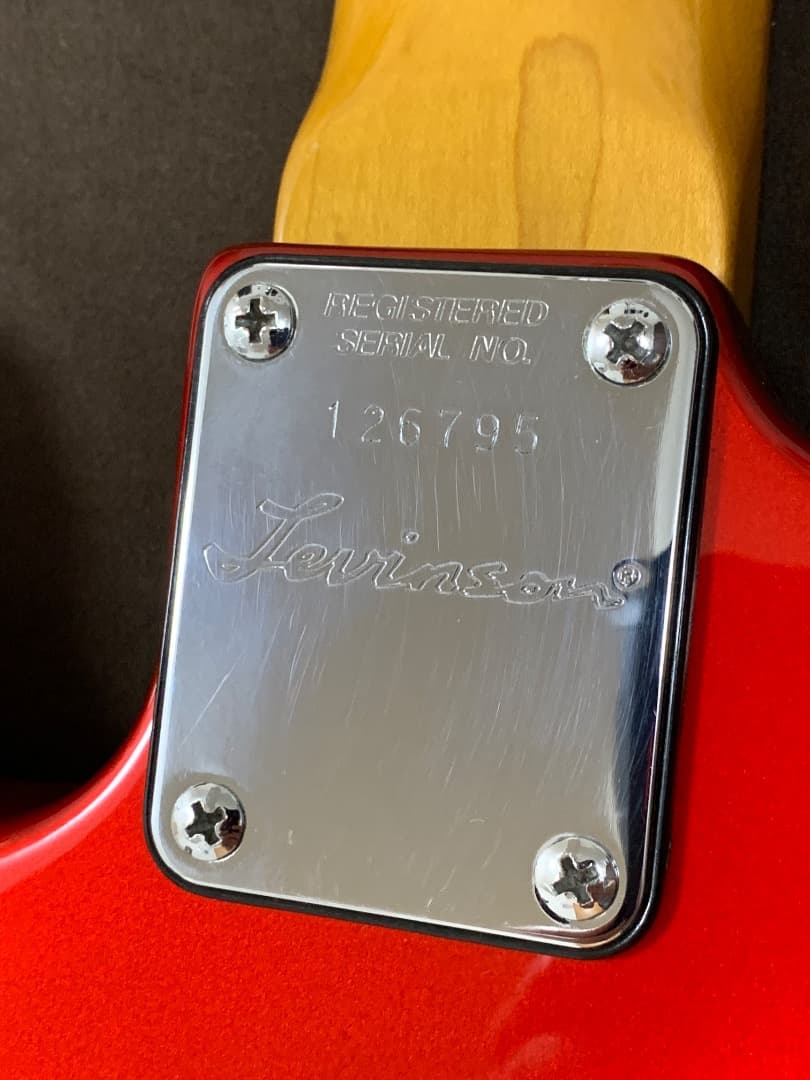 REGISTERED
SERIAL NO.
126795
Levinson®